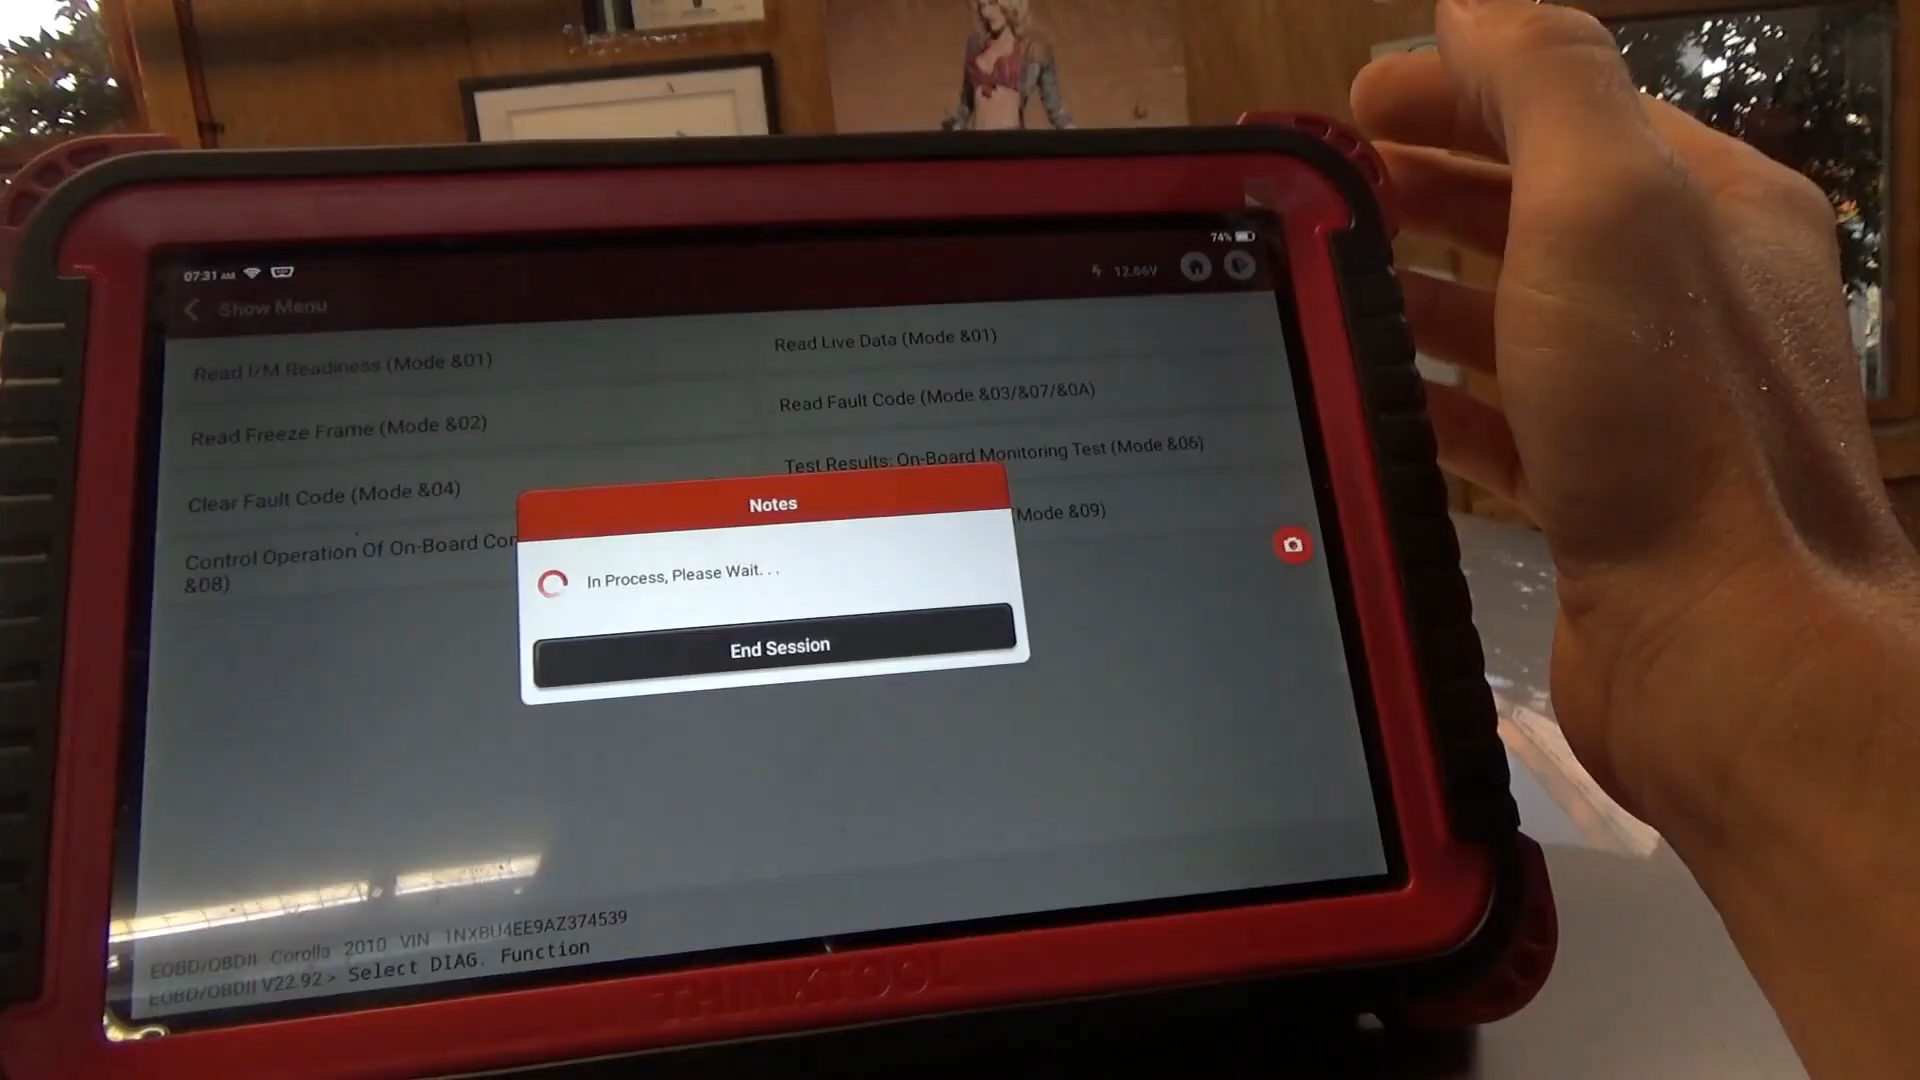 74%
07:31 AM
12.66V
Show Menu
Read I/M Readiness (Mode &01)
Read Live Data (Mode &01)
Read Freeze Frame (Mode &02)
Read Fault Code (Mode &03/&07/&0A)
Clear Fault Code (Mode &04)
Test Results: On-Board Monitoring Test (Mode &06)
Control Operation Of On-Board Con
&08)
(Mode &09)
Notes
In Process, Please Wait. . .
End Session
EOBD/OBDII Corolla 2010 VIN 1NXBU4EE9AZ374539
EOBD/OBDII V22.92 > Select DIAG. Function
THINKTOOL